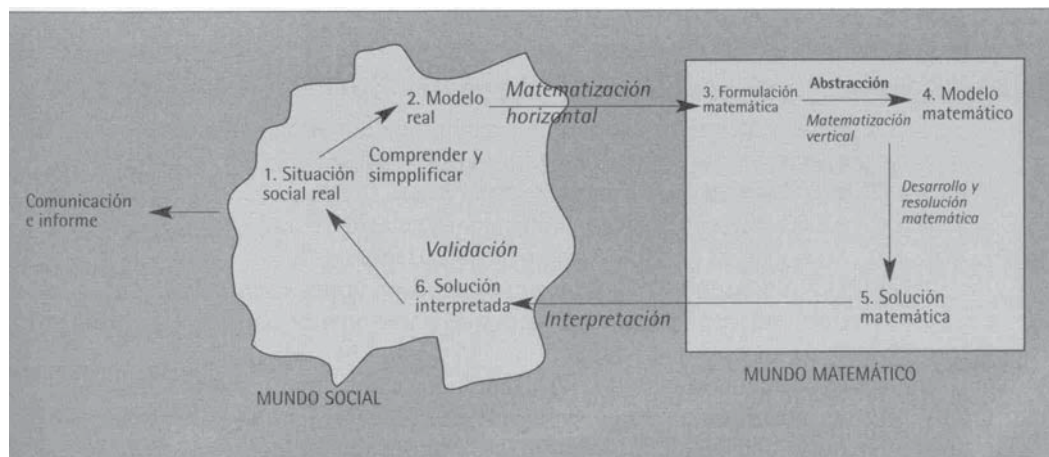 2. Modelo
real
Matematización
horizontal
3. Formulación
matemática
Abstracción
Matematización
vertical
4. Modelo
matemático
Comprender y
simpplificar
1. Situación
social real
Comunicación
e informe
Desarrollo y
resolución
matemática
Validación
6. Solución
interpretada
Interpretación
5. Solución
matemática
MUNDO SOCIAL
MUNDO MATEMÁTICO